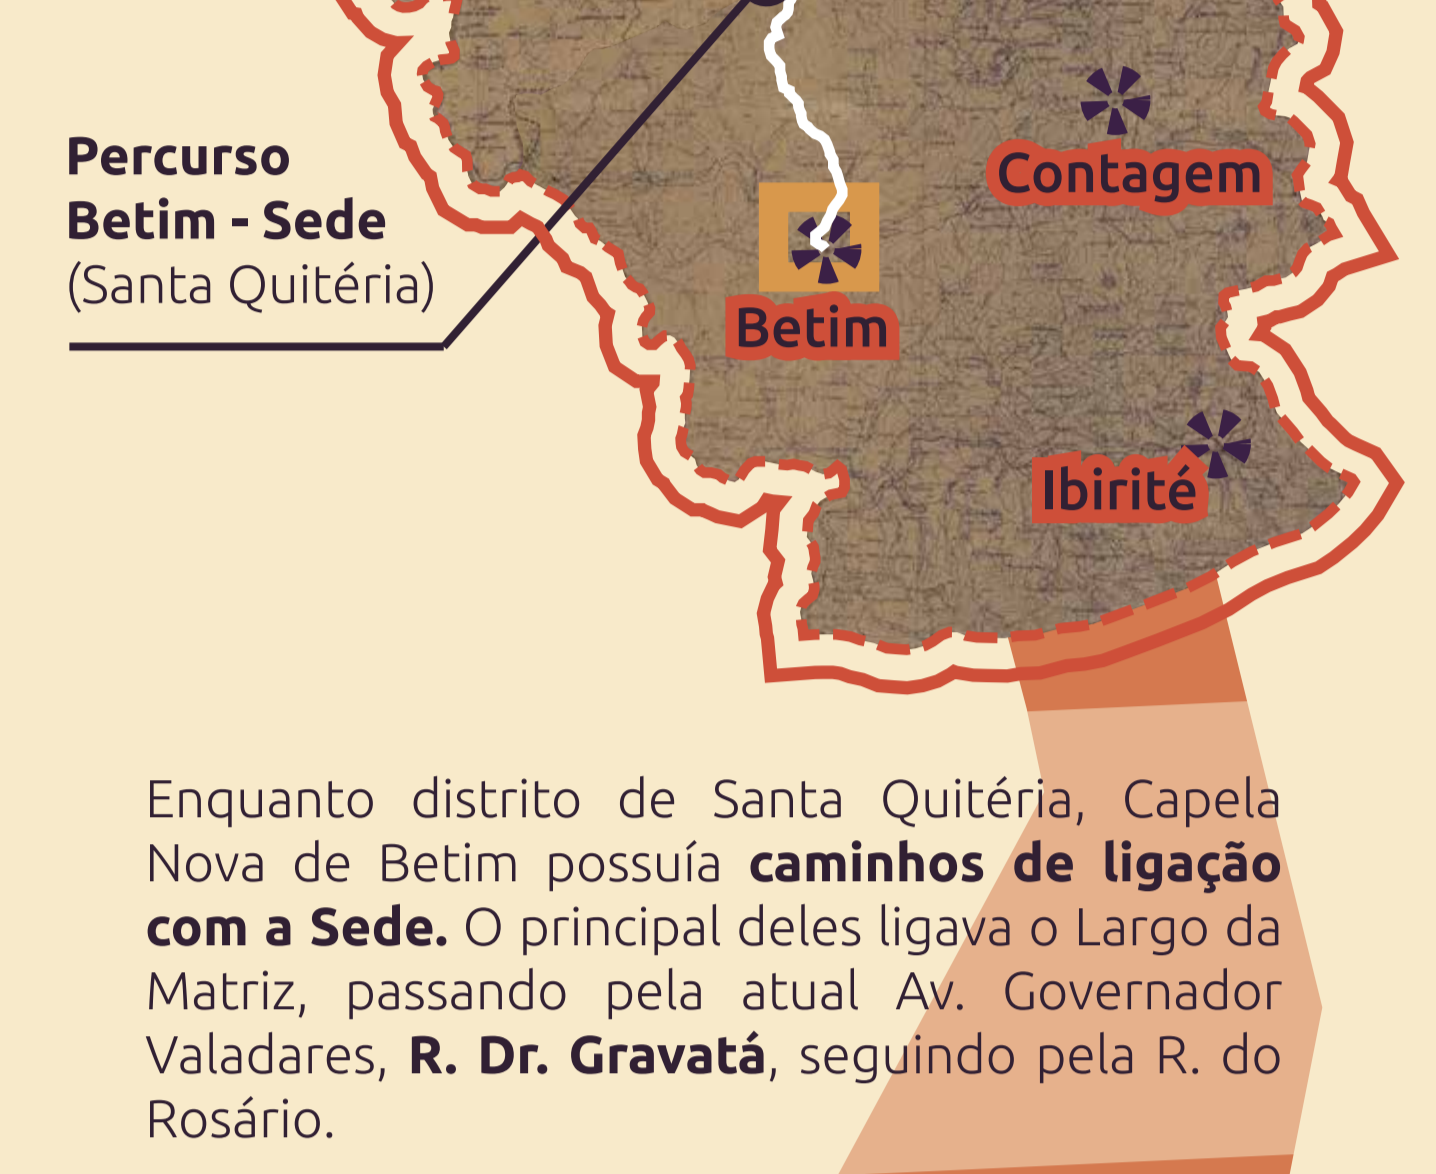 Percurso
Betim - Sede
(Santa Quitéria)
Contagem
Betim
Ibirité
Enquanto distrito de Santa Quitéria, Capela
Nova de Betim possuía caminhos de ligação
com a Sede. O principal deles ligava o Largo da
Matriz, passando pela atual Av. Governador
Valadares, R. Dr. Gravatá, seguindo pela R. do
Rosário.